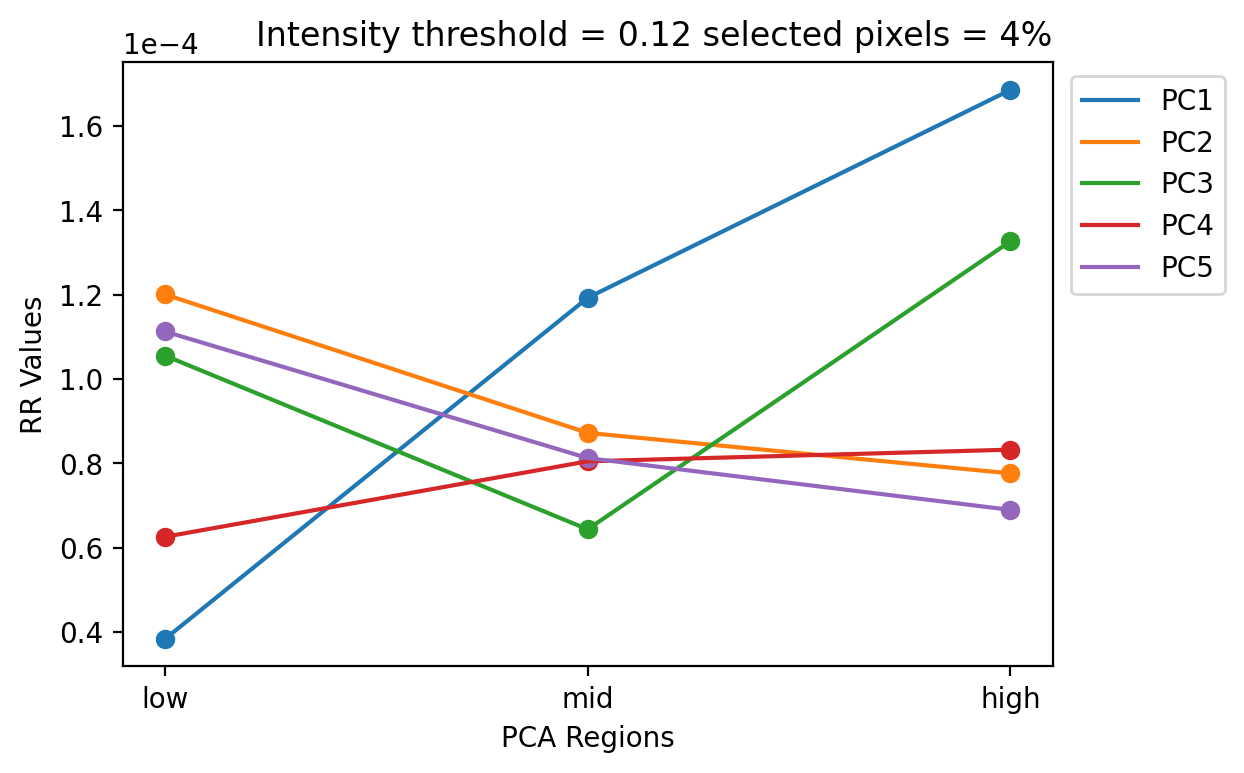 Intensity threshold = 0.12 selected pixels = 4%
1e−4
1.6
1.4
1.2
1.0
0.8
0.6
0.4
RR Values
low mid high
PCA Regions
PC1
PC2
PC3
PC4
PC5